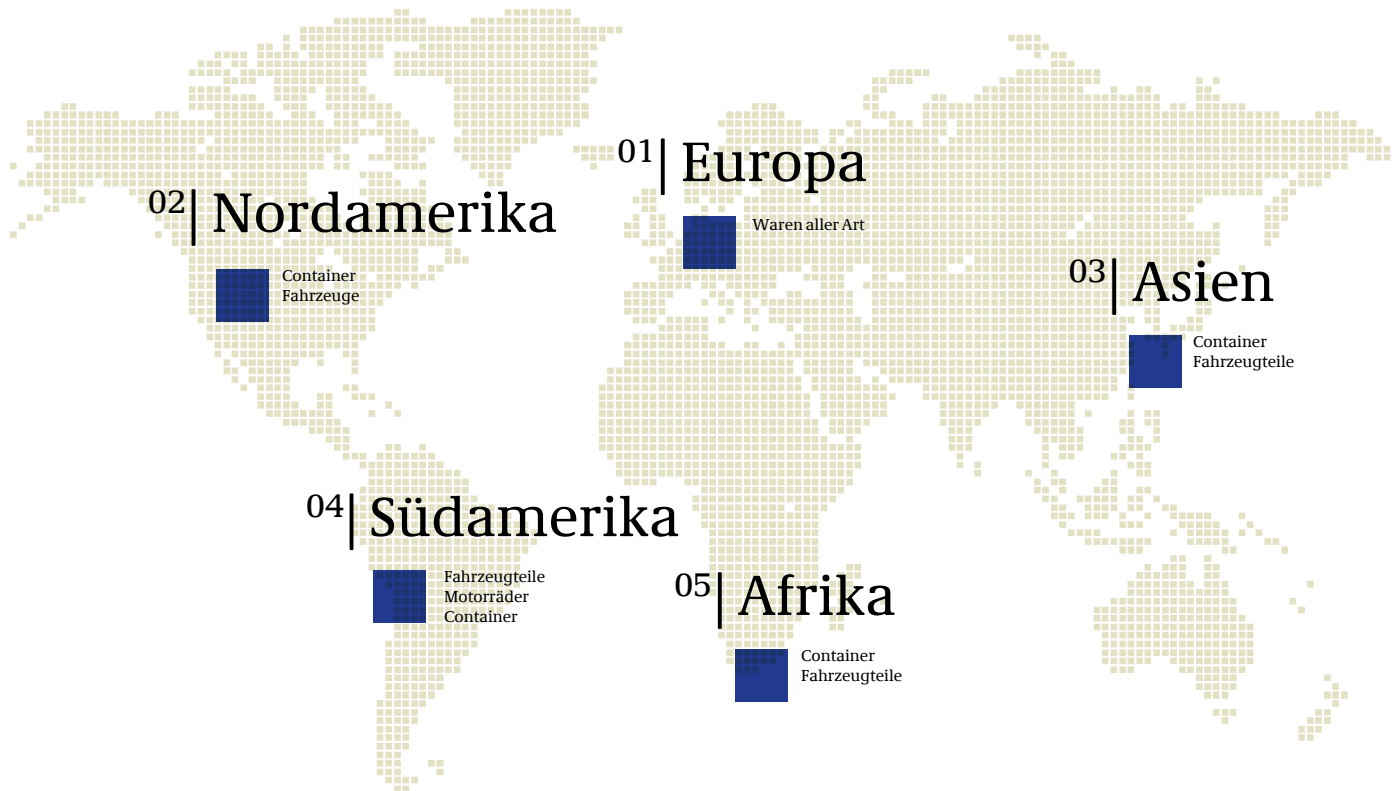 01| Europa
Waren aller Art
02| Nordamerika
Container
Fahrzeuge
03| Asien
Container
Fahrzeugteile
04| Südamerika
Fahrzeugteile
Motorräder
Container
05| Afrika
Container
Fahrzeugteile